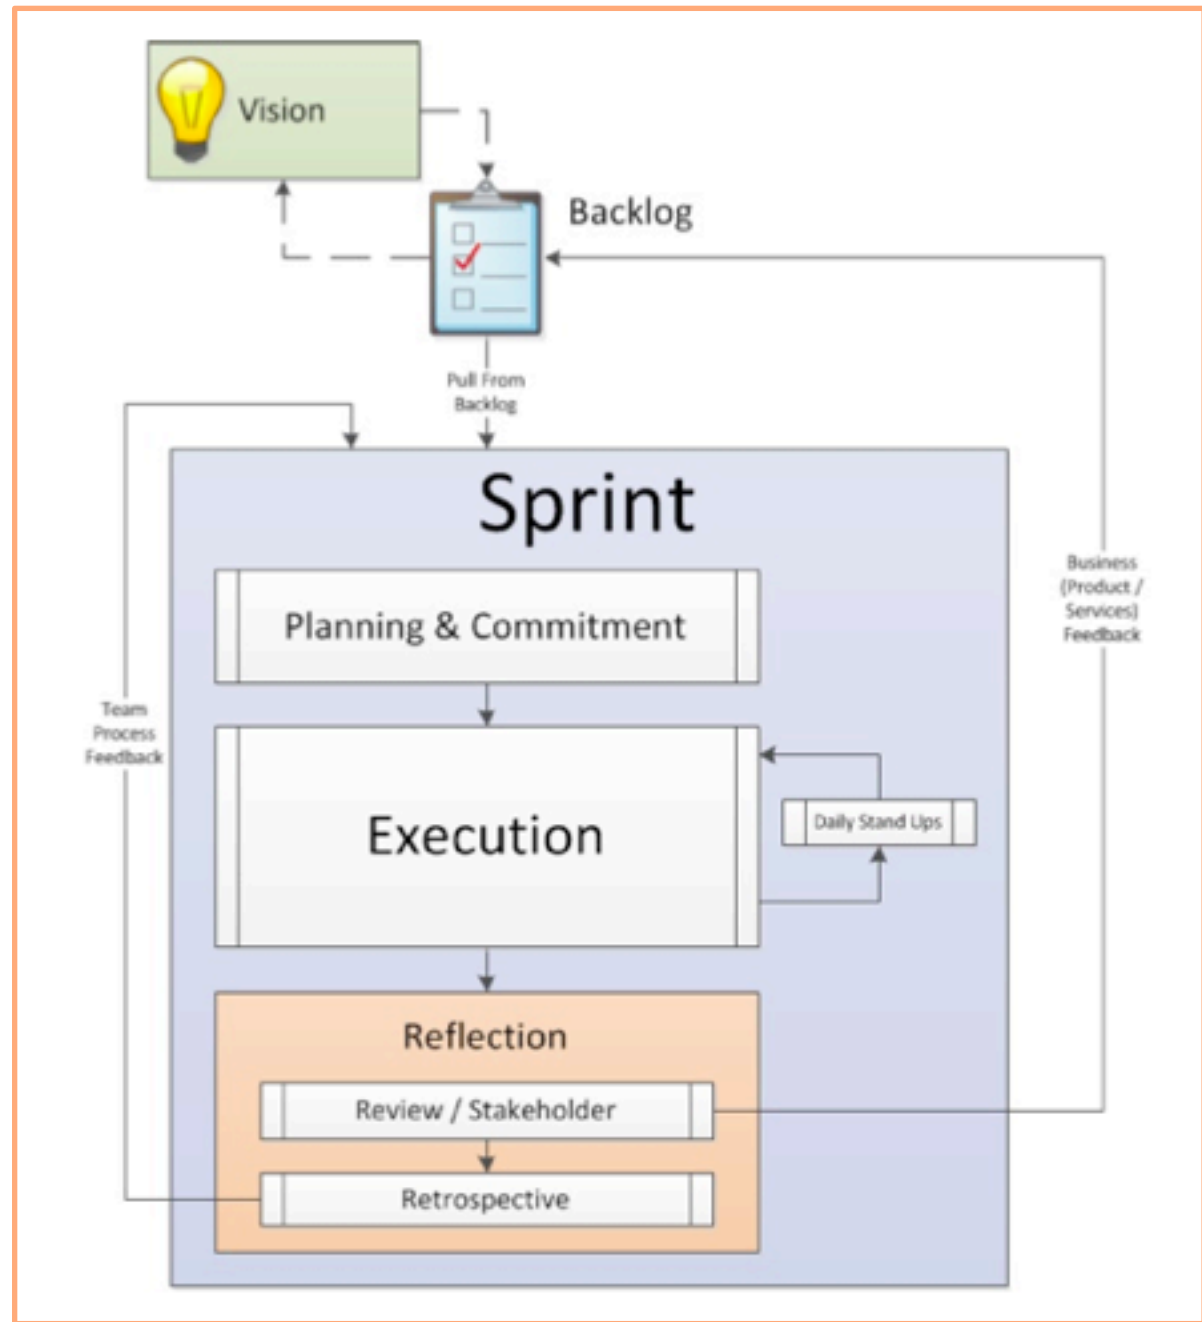 Vision
Backlog
Pull From
Backlog
Sprint
Planning & Commitment
Business
(Product /
Services)
Feedback
Team
Process
Feedback
Execution
Daily Stand Ups
Reflection
Review / Stakeholder
Retrospective